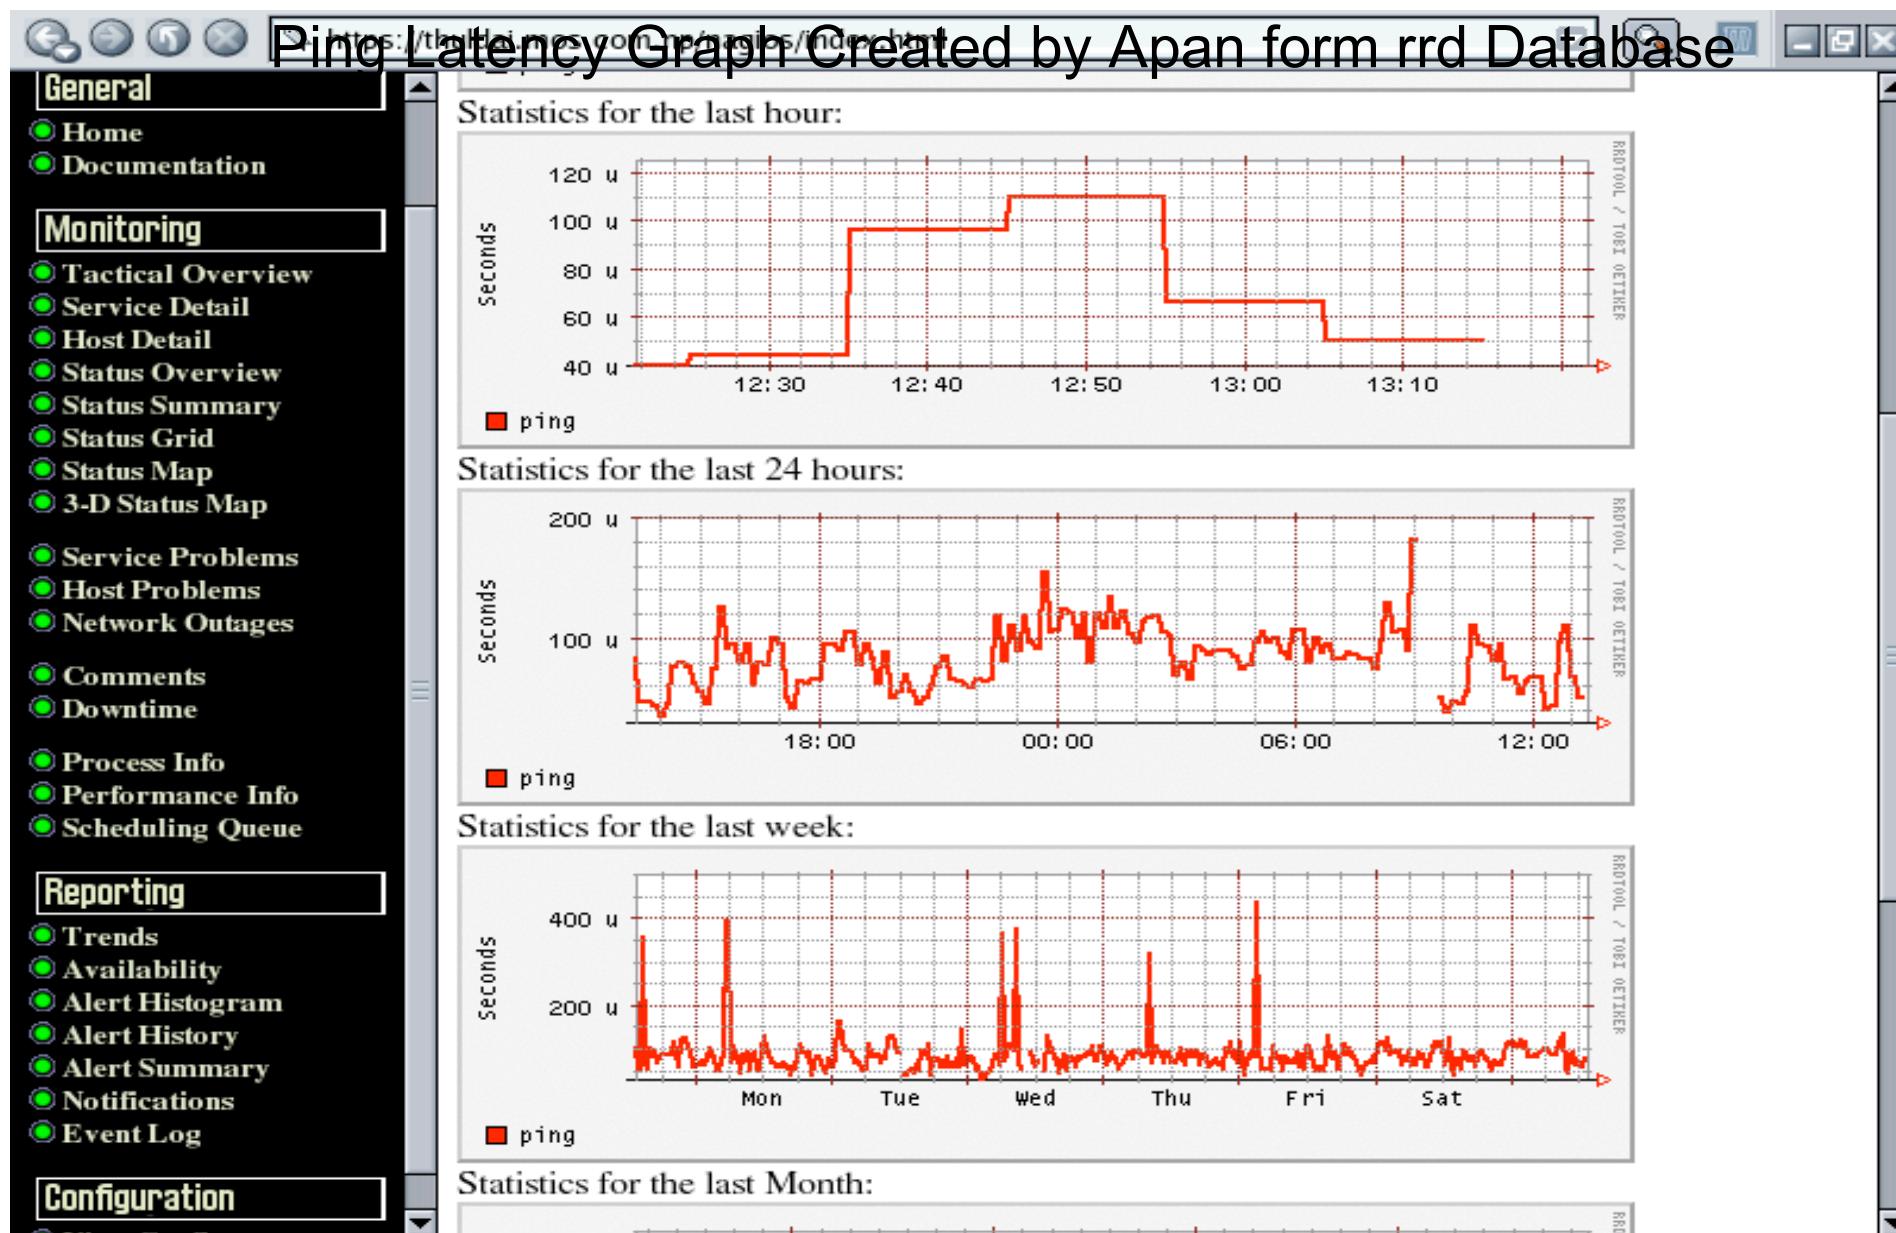 Ping Latency Graph Created by Apan form rrd Database
General
Home
Documentation
Monitoring
Tactical Overview
Service Detail
Host Detail
Status Overview
Status Summary
Status Grid
Status Map
3-D Status Map
Service Problems
Host Problems
Network Outages
Comments
Downtime
Process Info
Performance Info
Scheduling Queue
Reporting
Trends
Availability
Alert Histogram
Alert History
Alert Summary
Notifications
Event Log
Configuration
Statistics for the last hour:
120 u
100 u
80 u
60 u
40 u
Seconds
12:30 12:40 12:50 13:00 13:10
ping
RRDTOOL / TOBI OETIKER
Statistics for the last 24 hours:
200 u
100 u
Seconds
18:00 00:00 06:00 12:00
ping
RRDTOOL / TOBI OETIKER
Statistics for the last week:
400 u
200 u
Seconds
Mon Tue Wed Thu Fri Sat
ping
RRDTOOL / TOBI OETIKER
Statistics for the last Month: